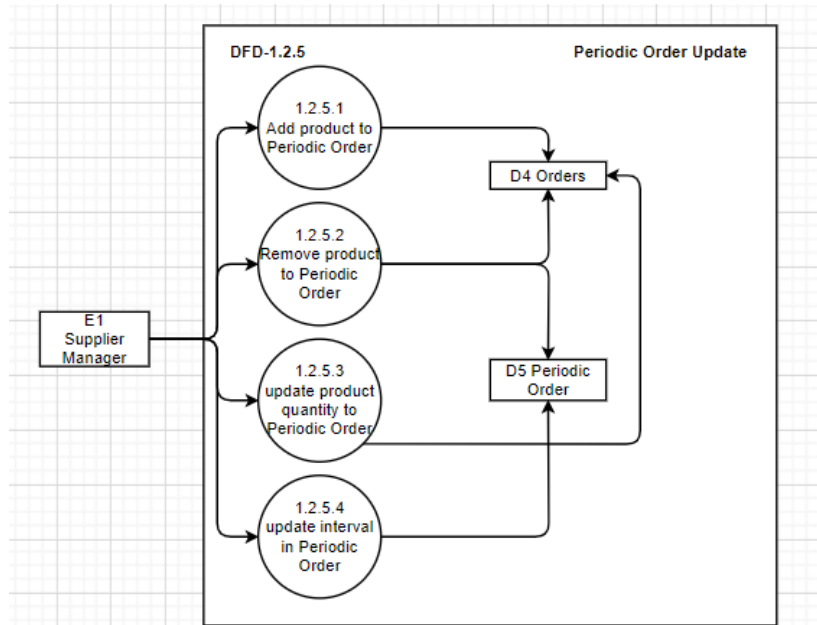 DFD-1.2.5
Periodic Order Update
1.2.5.1
Add product to
Periodic Order
D4 Orders
1.2.5.2
Remove product
to Periodic
Order
E1
Supplier
Manager
1.2.5.3
update product
quantity to
Periodic Order
D5 Periodic
Order
1.2.5.4
update interval
in Periodic
Order